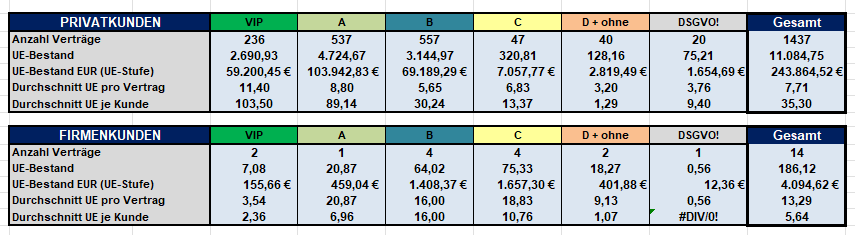 PRIVATKUNDEN VIP A B C D + ohne DSGVO! Gesamt
Anzahl Verträge 236 537 557 47 40 20 1437
UE-Bestand 2.690,93 4.724,67 3.144,97 320,81 128,16 75,21 11.084,75
UE-Bestand EUR (UE-Stufe) 59.200,45 € 103.942,83 € 69.189,29 € 7.057,77 € 2.819,49 € 1.654,69 € 243.864,52 €
Durchschnitt UE pro Vertrag 11,40 8,80 5,65 6,83 3,20 3,76 7,71
Durchschnitt UE je Kunde 103,50 89,14 30,24 13,37 1,29 9,40 35,30
FIRMENKUNDEN VIP A B C D + ohne DSGVO! Gesamt
Anzahl Verträge 2 1 4 4 2 1 14
UE-Bestand 7,08 20,87 64,02 75,33 18,27 0,56 186,12
UE-Bestand EUR (UE-Stufe) 155,66 € 459,04 € 1.408,37 € 1.657,30 € 401,88 € 12,36 € 4.094,62 €
Durchschnitt UE pro Vertrag 3,54 20,87 16,00 18,83 9,13 0,56 13,29
Durchschnitt UE je Kunde 2,36 6,96 16,00 10,76 1,07 #DIV/0! 5,64